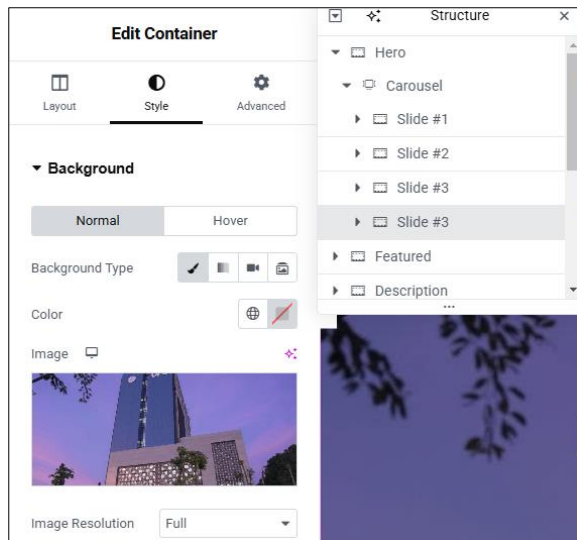 Edit Container
Layout
Style
Advanced
Background
Normal
Hover
Background Type
Color
Image
Image Resolution
Full
Structure
Hero
Carousel
Slide #1
Slide #2
Slide #3
Slide #3
Featured
Description